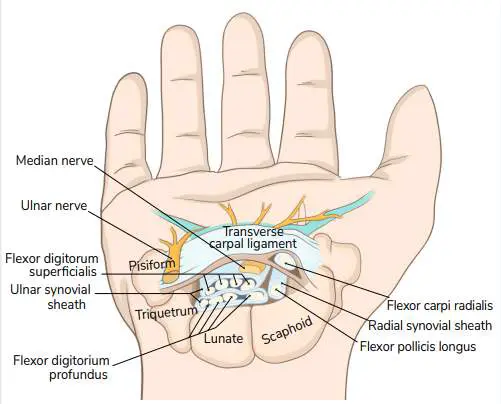 Median nerve
Ulnar nerve
Transverse
carpal ligament
Pisiform
Flexor digitorum
superficialis
Ulnar synovial
sheath
Triquetrum
Lunate
Scaphoid
Flexor digitorium
profundus
Flexor carpi radialis
Radial synovial sheath
Flexor pollicis longus